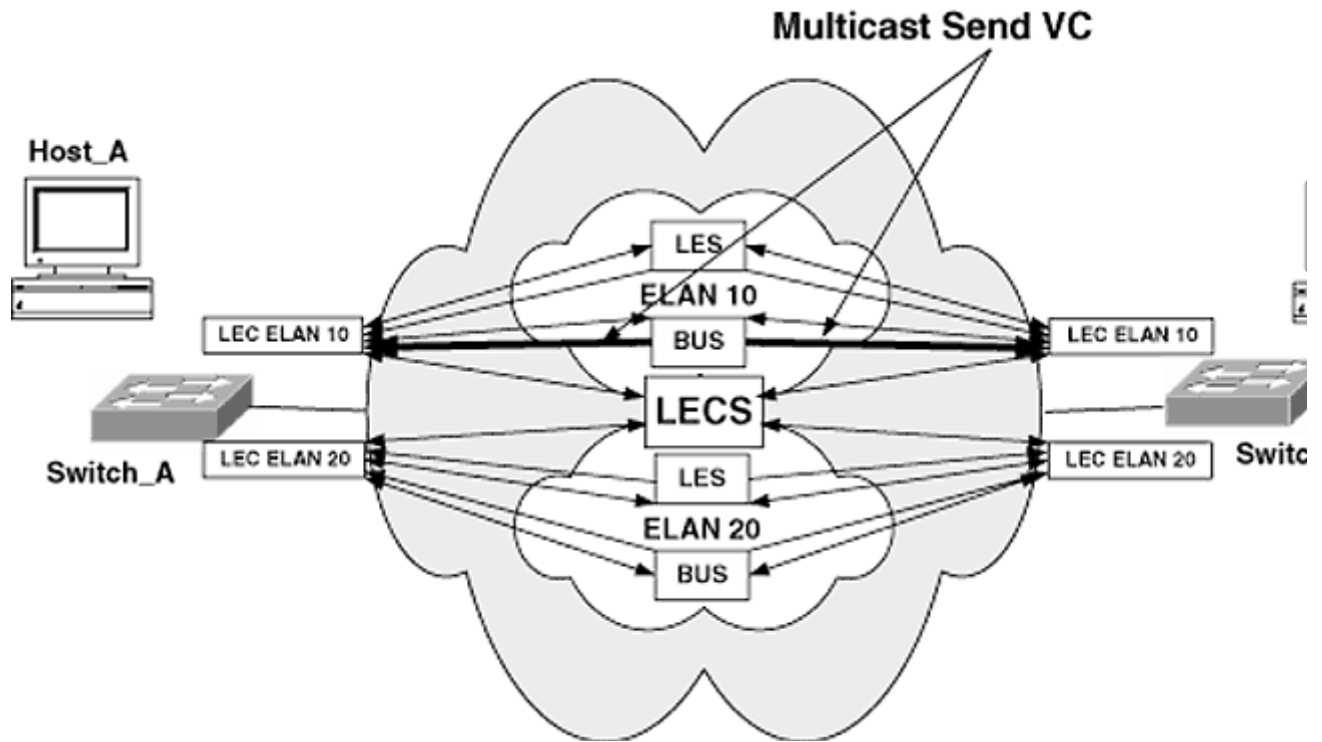 Multicast Send VC
Host_A
LES
ELAN 10
LEC ELAN 10
BUS
LEC ELAN 10
LECS
LEC ELAN 20
LES
LEC ELAN 20
Switch_A
ELAN 20
BUS